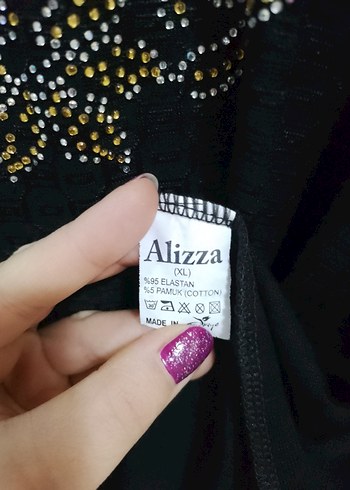 Alizza
(XL)
%95 ELASTAN
%5 PAMUK (COTTON)
MADE IN